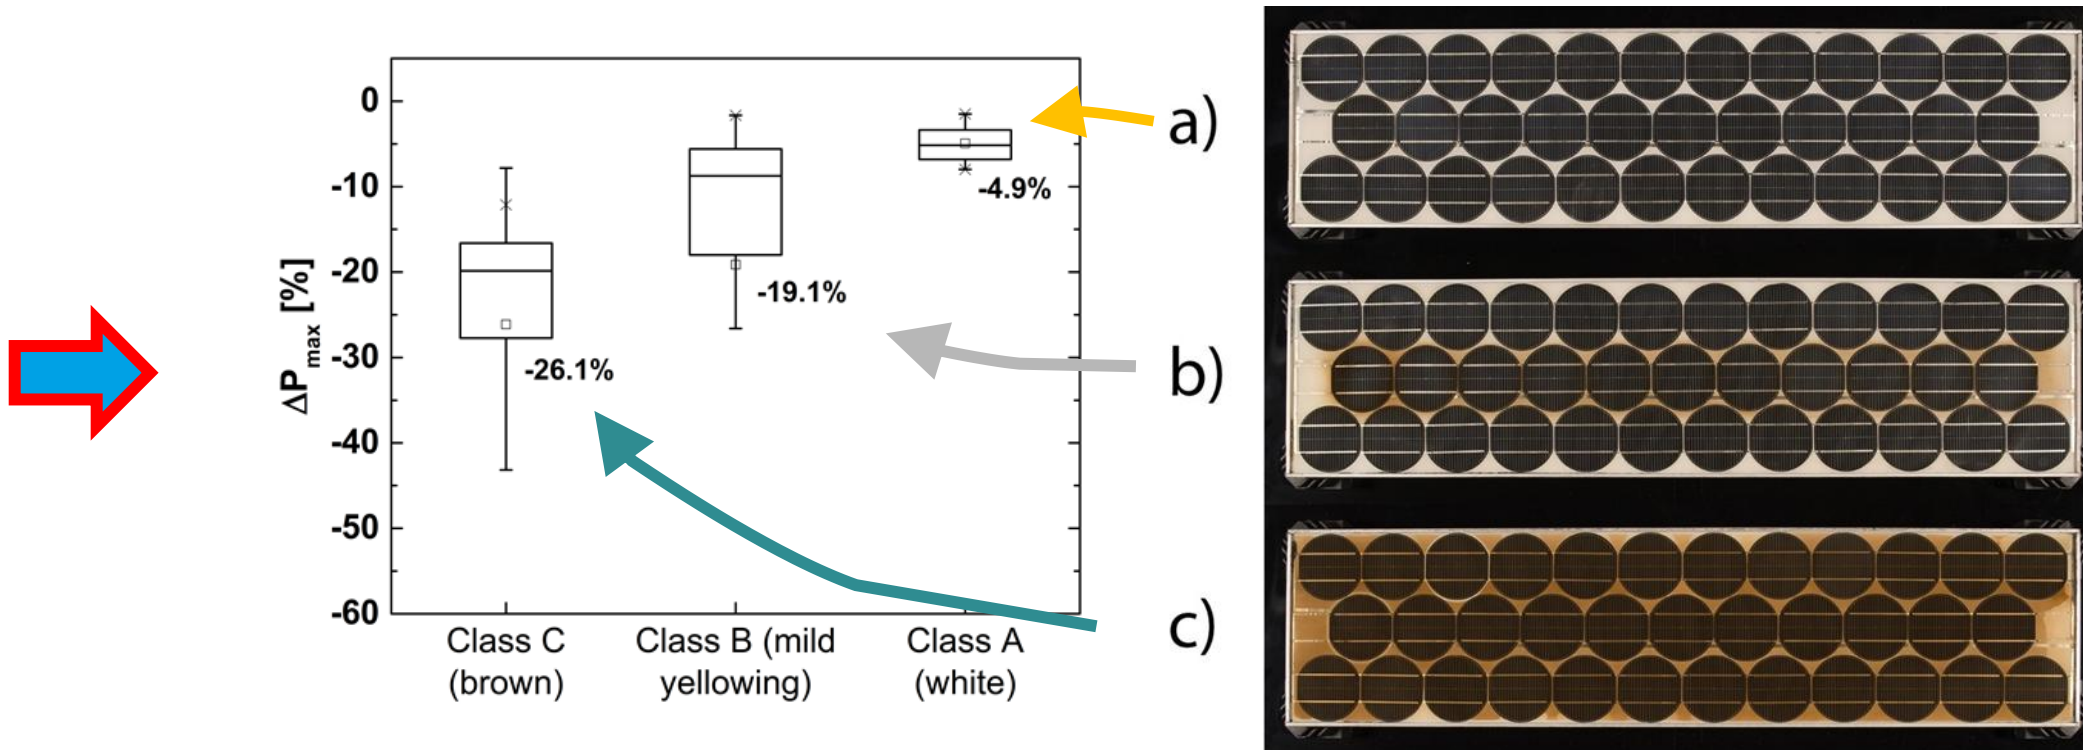 0
-10
-20
-30
-40
-50
-60
ΔPmax [%]
-26.1%
-19.1%
-4.9%
Class C
(brown)
Class B (mild
yellowing)
Class A
(white)
a)
b)
c)